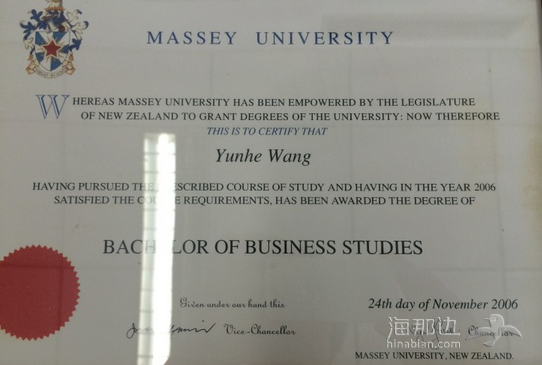 MASSEY UNIVERSITY
WHEREAS MASSEY UNIVERSITY HAS BEEN EMPOWERED BY THE LEGISLATURE
OF NEW ZEALAND TO GRANT DEGREES OF THE UNIVERSITY: NOW THEREFORE
THIS IS TO CERTIFY THAT
Yunhe Wang
HAVING PURSUED THE PRESCRIBED COURSE OF STUDY AND HAVING IN THE YEAR 2006
SATISFIED THE COURSE REQUIREMENTS, HAS BEEN AWARDED THE DEGREE OF
BACHELOR OF BUSINESS STUDIES
Given under our hand this 24th day of November 2006
Vice-Chancellor Chancellor
海那边
hinabian.com
MASSEY UNIVERSITY, NEW ZEALAND.